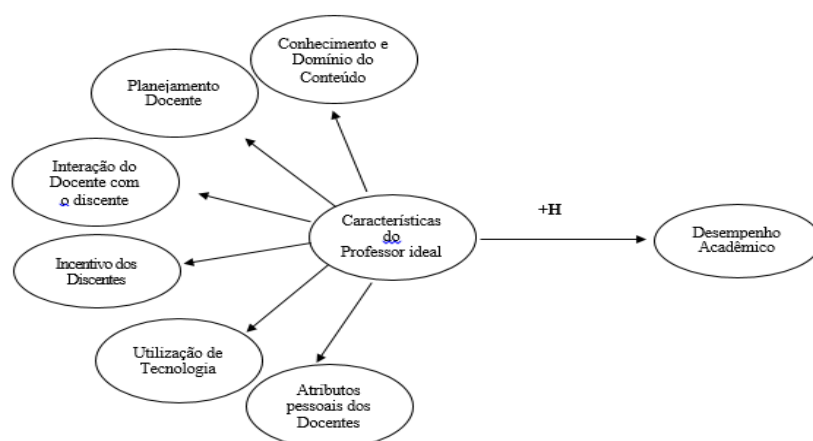 Conhecimento e
Domínio do
Conteúdo
Planejamento
Docente
Interação do
Docente com
o discente
Incentivo dos
Discentes
Utilização de
Tecnologia
Atributos
pessoais dos
Docentes
Características
do
Professor ideal
+H
Desempenho
Acadêmico